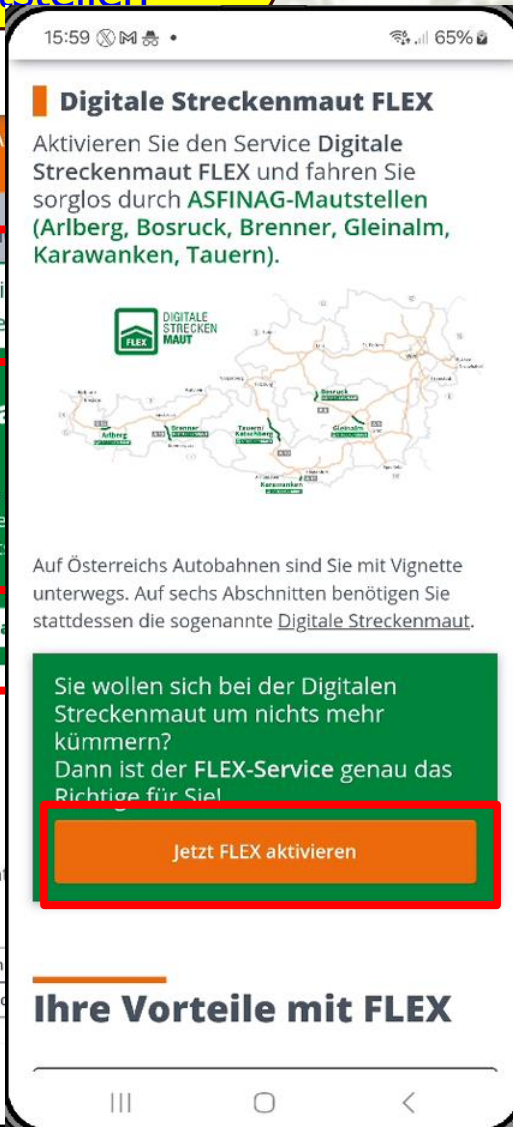 15:59
65%
Digitale Streckenmaut FLEX
Aktivieren Sie den Service Digitale
Streckenmaut FLEX und fahren Sie
sorglos durch ASFINAG-Mautstellen
(Arlberg, Bosruck, Brenner, Gleinalm,
Karawanken, Tauern).
DIGITALE
STRECKEN
MAUT
FLEX
Bosruck
Brenner
Tauern/
Katschberg
Gleinalm
Arlberg
Karawanken
Auf Österreichs Autobahnen sind Sie mit Vignette
unterwegs. Auf sechs Abschnitten benötigen Sie
stattdessen die sogenannte Digitale Streckenmaut.
Sie wollen sich bei der Digitalen
Streckenmaut um nichts mehr
kümmern?
Dann ist der FLEX-Service genau das
Richtige für Sie!
Jetzt FLEX aktivieren
Ihre Vorteile mit FLEX